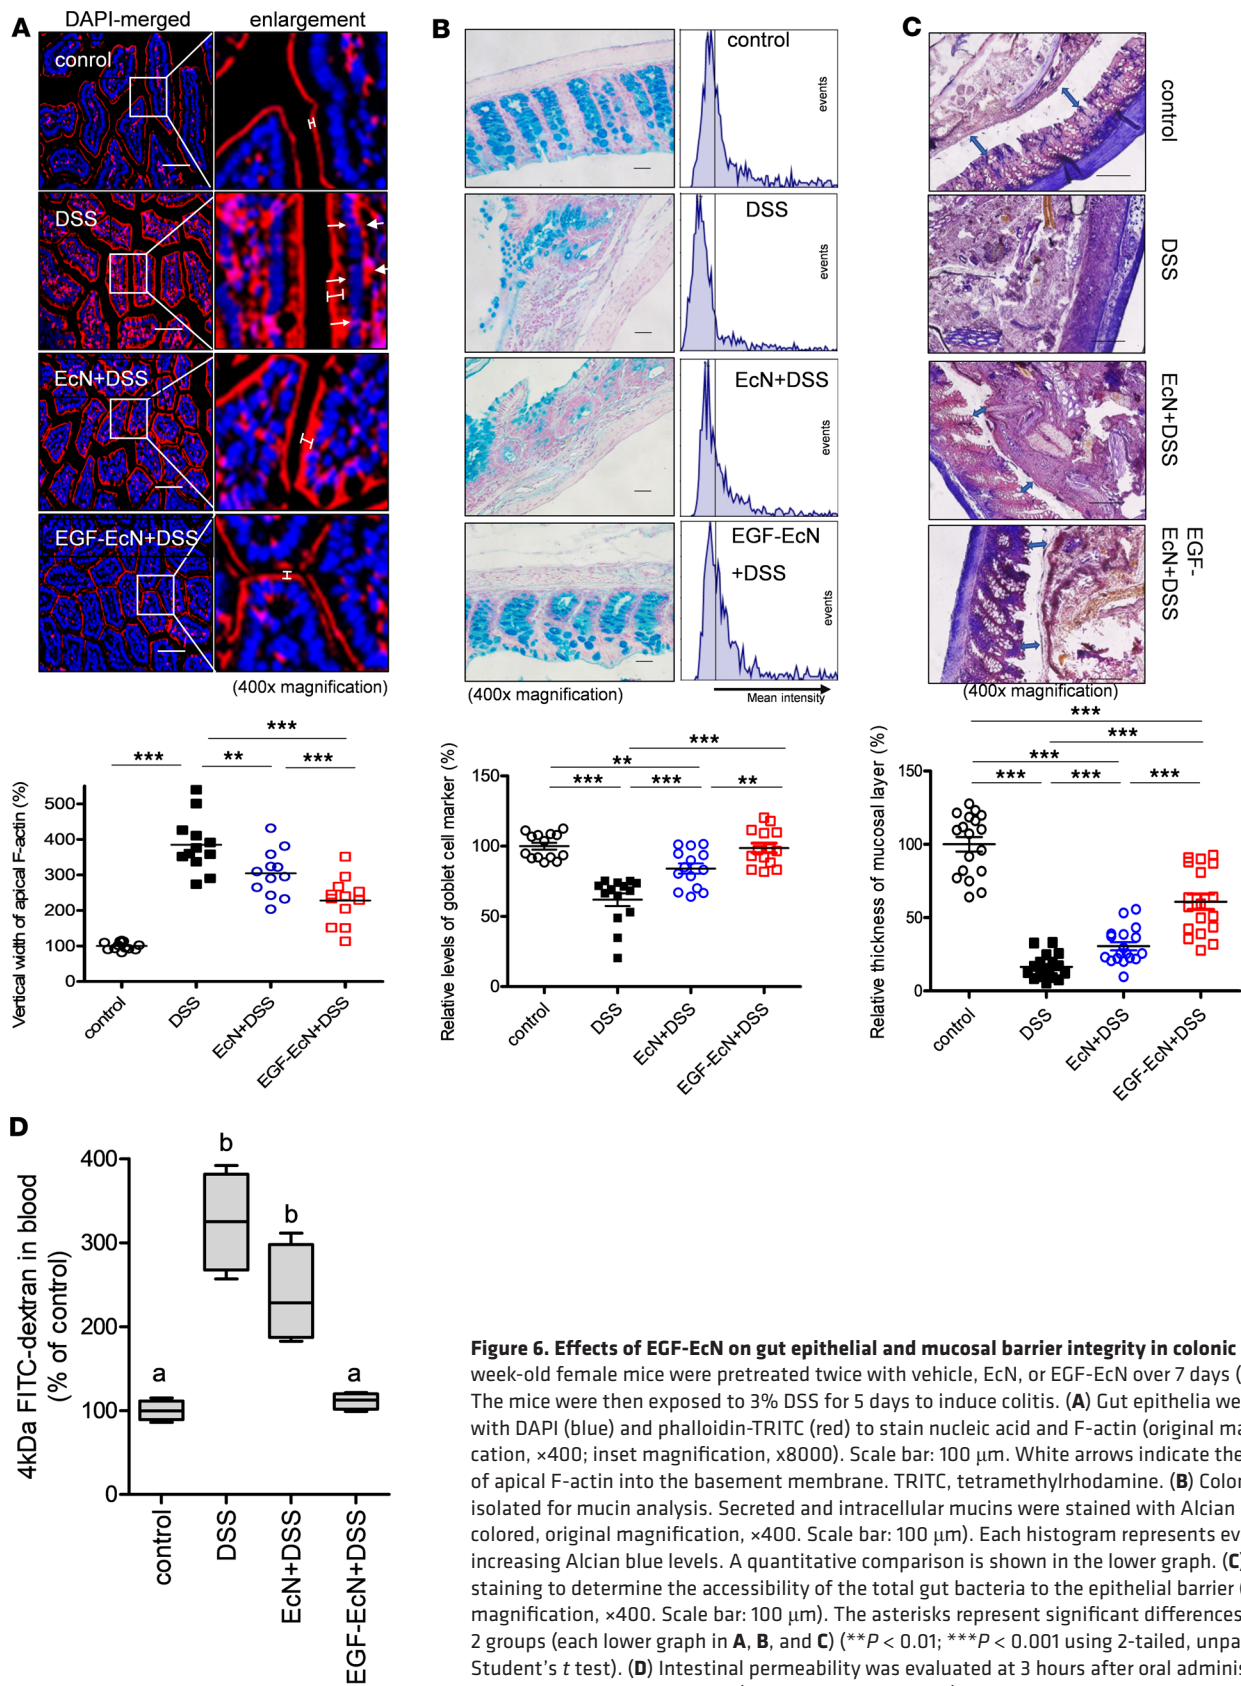 A
DAPI-merged
enlargement
conrol
DSS
EcN+DSS
EGF-EcN+DSS
(400x magnification)
***
*** ** ***
Vertical width of apical F-actin (%)
500
400
300
200
100
0
control
DSS
EcN+DSS
EGF-EcN+DSS
B
control
events
DSS
events
EcN+DSS
events
EGF-EcN
+DSS
events
(400x magnification)
Mean intensity
***
**
*** *** **
Relative levels of goblet cell marker (%)
150
100
50
0
control
DSS
EcN+DSS
EGF-EcN+DSS
C
control
DSS
EcN+DSS
EGF-
EcN+DSS
(400x magnification)
***
***
***
*** *** ***
Relative thickness of mucosal layer (%)
150
100
50
0
control
DSS
EcN+DSS
EGF-EcN+DSS
D
4kDa FITC-dextran in blood
(% of control)
400
300
200
100
0
a
b
b
a
control
DSS
EcN+DSS
EGF-EcN+DSS
Figure 6. Effects of EGF-EcN on gut epithelial and mucosal barrier integrity in colonic
week-old female mice were pretreated twice with vehicle, EcN, or EGF-EcN over 7 days (
The mice were then exposed to 3% DSS for 5 days to induce colitis. (A) Gut epithelia we
with DAPI (blue) and phalloidin-TRITC (red) to stain nucleic acid and F-actin (original ma
cation, ×400; inset magnification, x8000). Scale bar: 100 μm. White arrows indicate the
of apical F-actin into the basement membrane. TRITC, tetramethylrhodamine. (B) Colon
isolated for mucin analysis. Secreted and intracellular mucins were stained with Alcian
colored, original magnification, ×400. Scale bar: 100 μm). Each histogram represents ev
increasing Alcian blue levels. A quantitative comparison is shown in the lower graph. (C)
staining to determine the accessibility of the total gut bacteria to the epithelial barrier (
magnification, ×400. Scale bar: 100 μm). The asterisks represent significant differences
2 groups (each lower graph in A, B, and C) (**P < 0.01; ***P < 0.001 using 2-tailed, unpa
Student's t test). (D) Intestinal permeability was evaluated at 3 hours after oral adminis